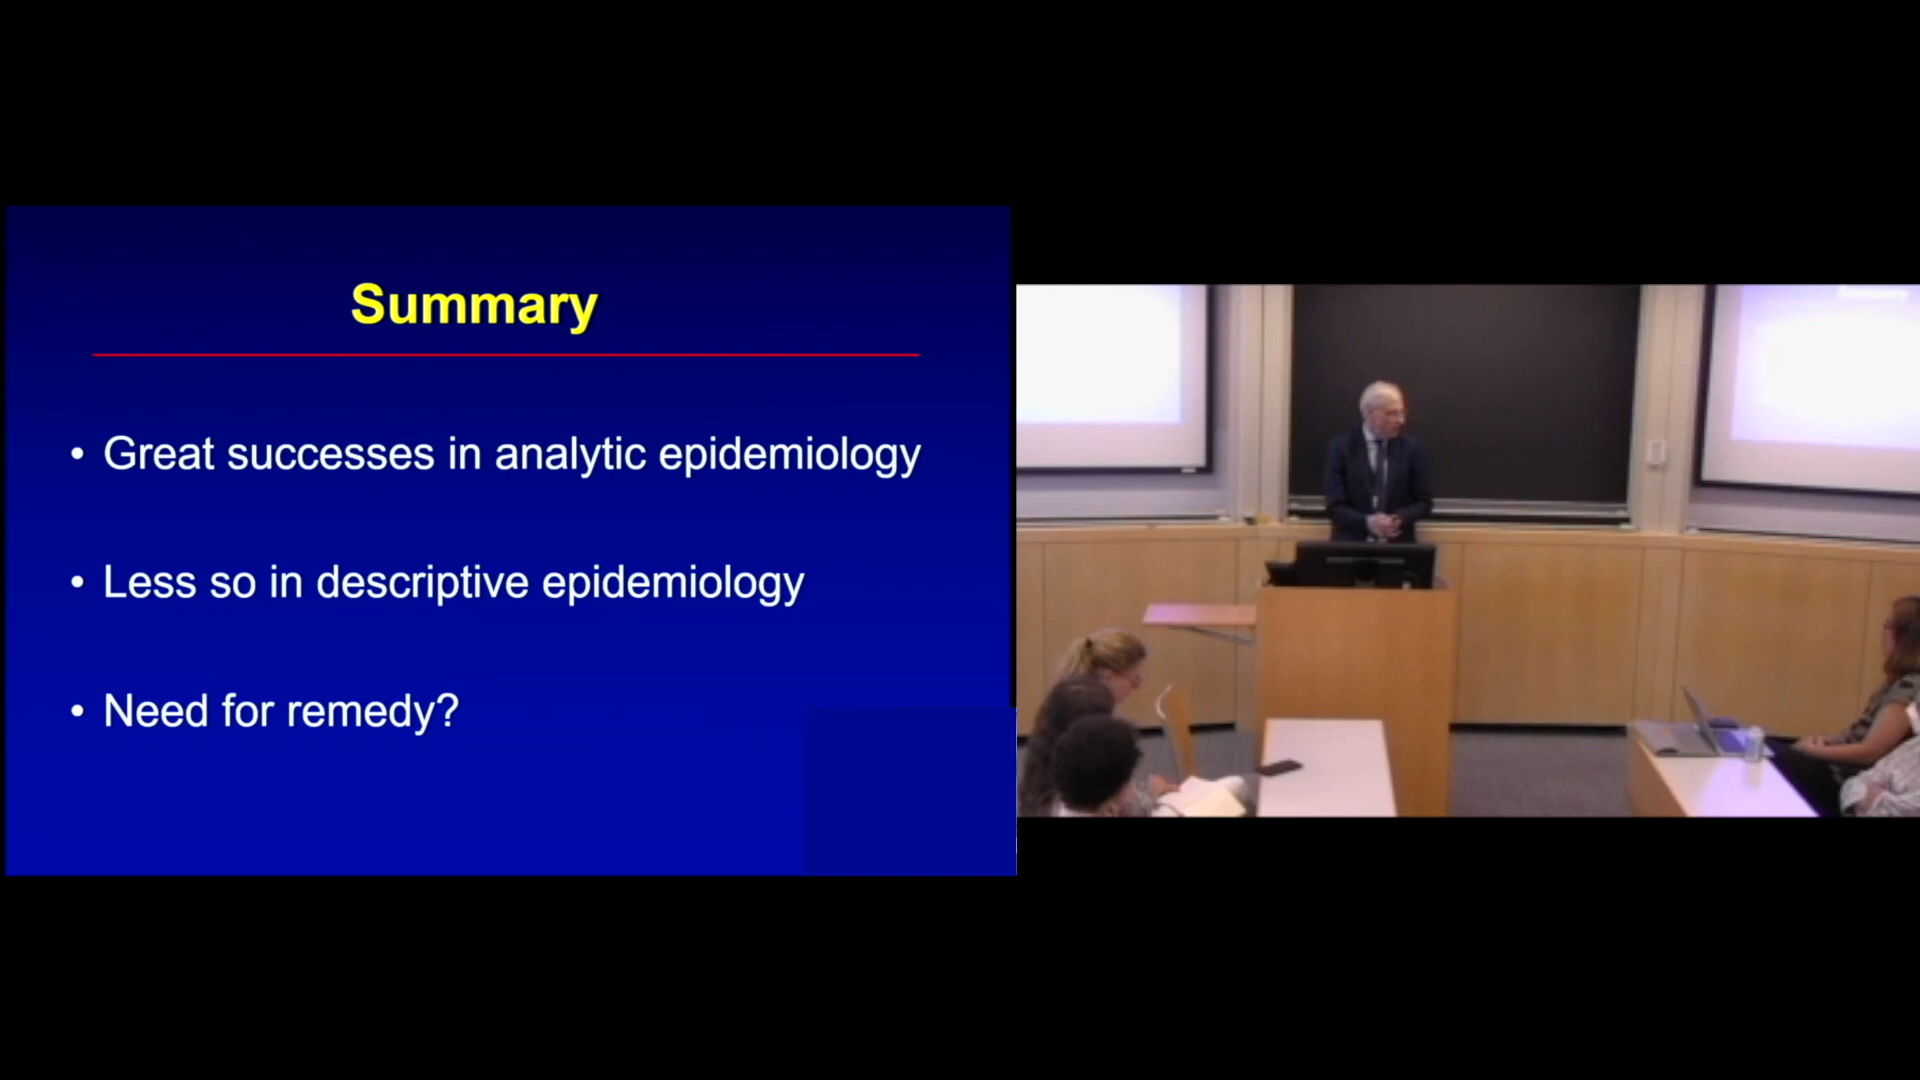 Summary
• Great successes in analytic epidemiology
• Less so in descriptive epidemiology
• Need for remedy?